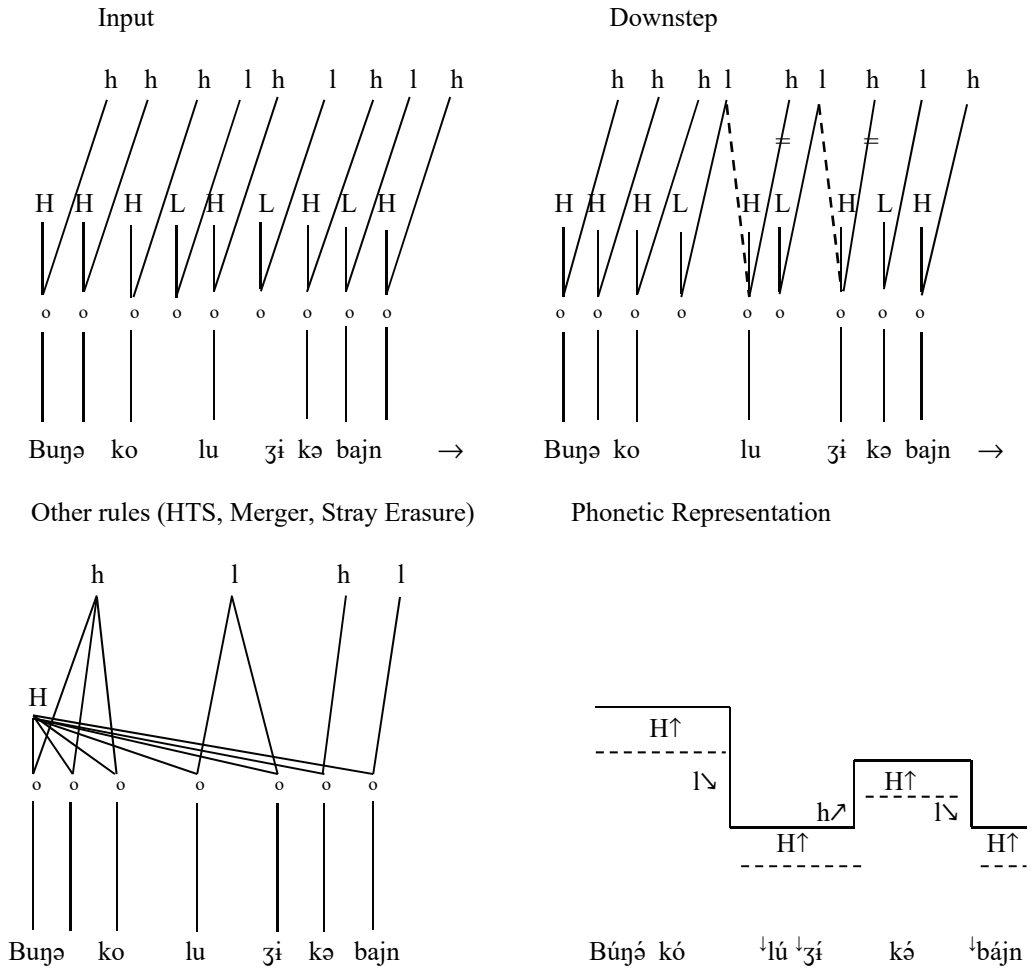 Input
h h h l h l h l h
H H H L H L H L H
o o o o o o o o o
Buŋə ko lu ʒɨ kə bajn →
Downstep
h h h l h l h l h
= =
H H H L H L H L H
o o o o o o o o o
Buŋə ko lu ʒɨ kə bajn →
Other rules (HTS, Merger, Stray Erasure)
h l h l
H
o o o o o o o
Buŋə ko lu ʒɨ kə bajn
Phonetic Representation
H↑
l↘ H↑
h↗ l↘
H↑ H↑
Búŋə́ kó ↓lú ↓ʒɨ́ kə́ ↓bájn